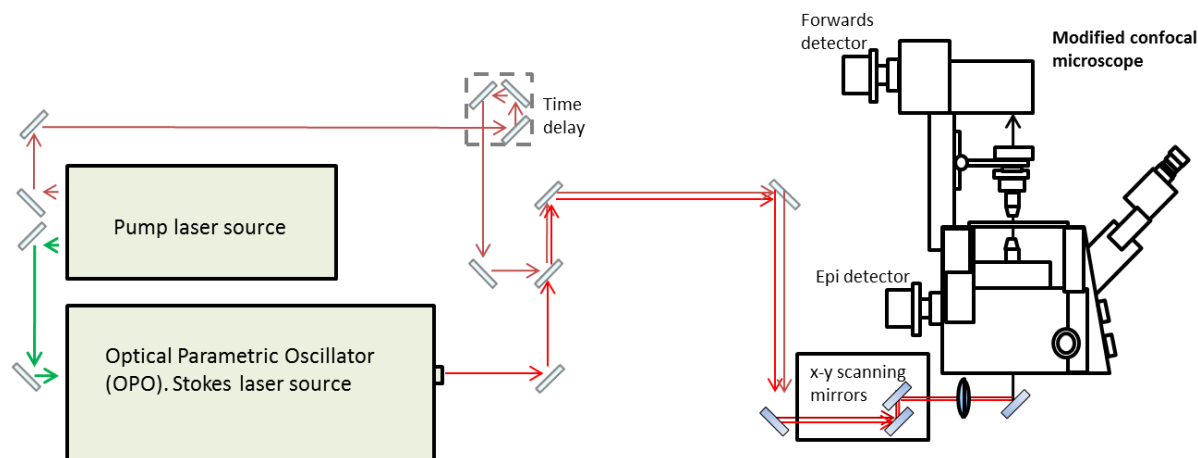 Forwards
detector
Modified confocal
microscope
Time
delay
Pump laser source
Epi detector
Optical Parametric Oscillator
(OPO). Stokes laser source
x-y scanning
mirrors